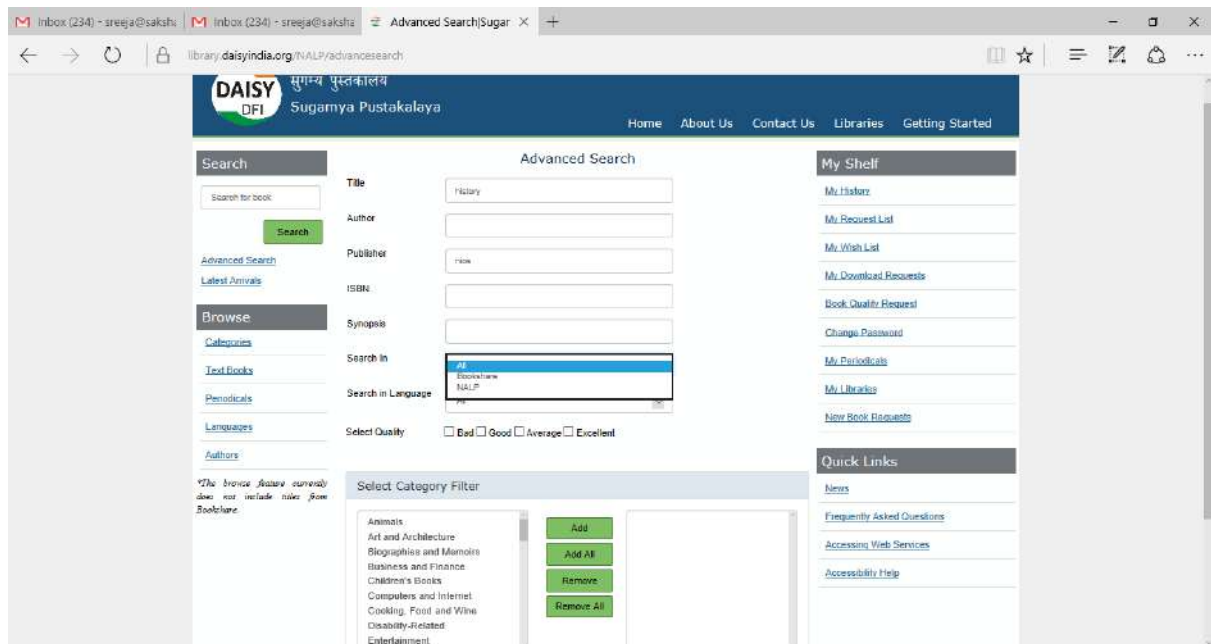 Inbox (234) - sreeja@saksha
Inbox (234) - sreeja@saksha
Advanced Search|Sugar
library.daisyindia.org/NALP/advancesearch
DAISY
DFI
सुगम्य पुस्तकालय
Sugamya Pustakalaya
Home About Us Contact Us Libraries Getting Started
Search
Search for book
Search
Advanced Search
Latest Arrivals
Browse
Categories
Text Books
Periodicals
Languages
Authors
*The browse feature currently
does not include titles from
Bookshare.
Advanced Search
Title
history
Author
Publisher
ISBN
Synopsis
Search In
All
Bookshare
NALP
Search in Language
All
Select Quality Bad Good Average Excellent
Select Category Filter
Animals
Art and Architecture
Biographies and Memoirs
Business and Finance
Children's Books
Computers and Internet
Cooking, Food and Wine
Disability-Related
Entertainment
Add
Add All
Remove
Remove All
My Shelf
My History
My Request List
My Wish List
My Download Requests
Book Quality Request
Change Password
My Periodicals
My Libraries
New Book Requests
Quick Links
News
Frequently Asked Questions
Accessing Web Services
Accessibility Help